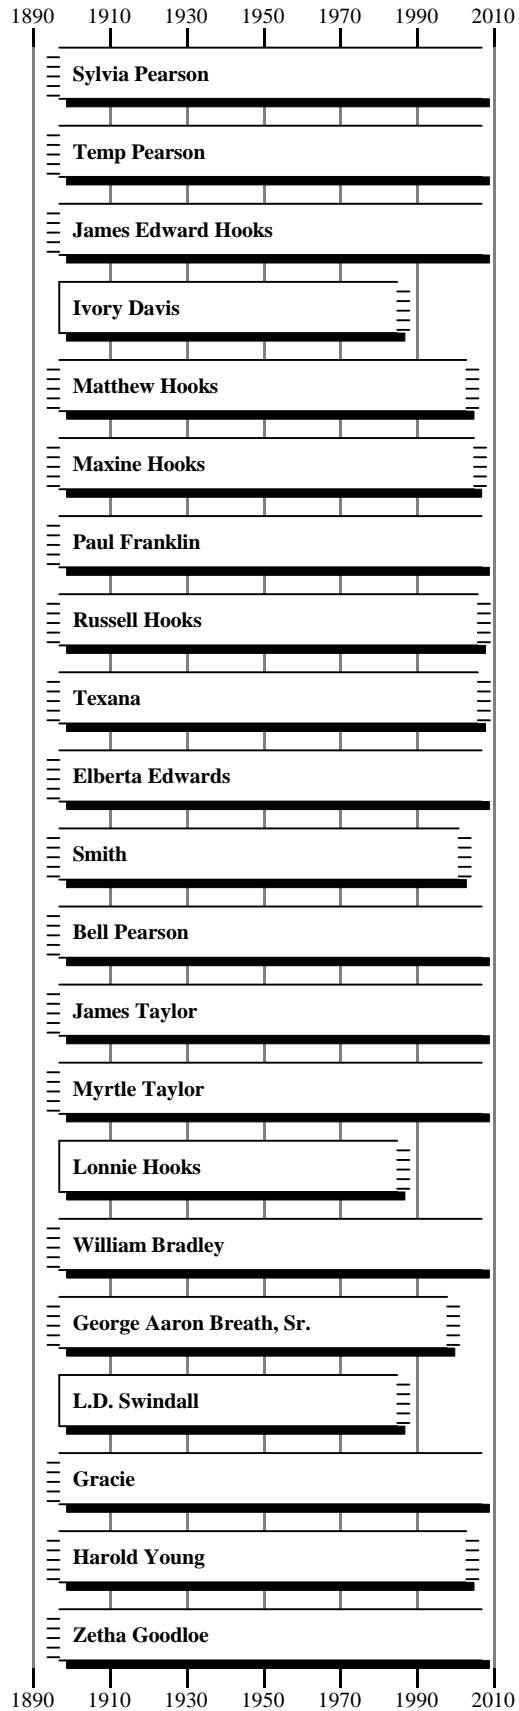 1890 1910 1930 1950 1970 1990 2010
Sylvia Pearson
Temp Pearson
James Edward Hooks
Ivory Davis
Matthew Hooks
Maxine Hooks
Paul Franklin
Russell Hooks
Texana
Elberta Edwards
Smith
Bell Pearson
James Taylor
Myrtle Taylor
Lonnie Hooks
William Bradley
George Aaron Breath, Sr.
L.D. Swindall
Gracie
Harold Young
Zetha Goodloe
1890 1910 1930 1950 1970 1990 2010